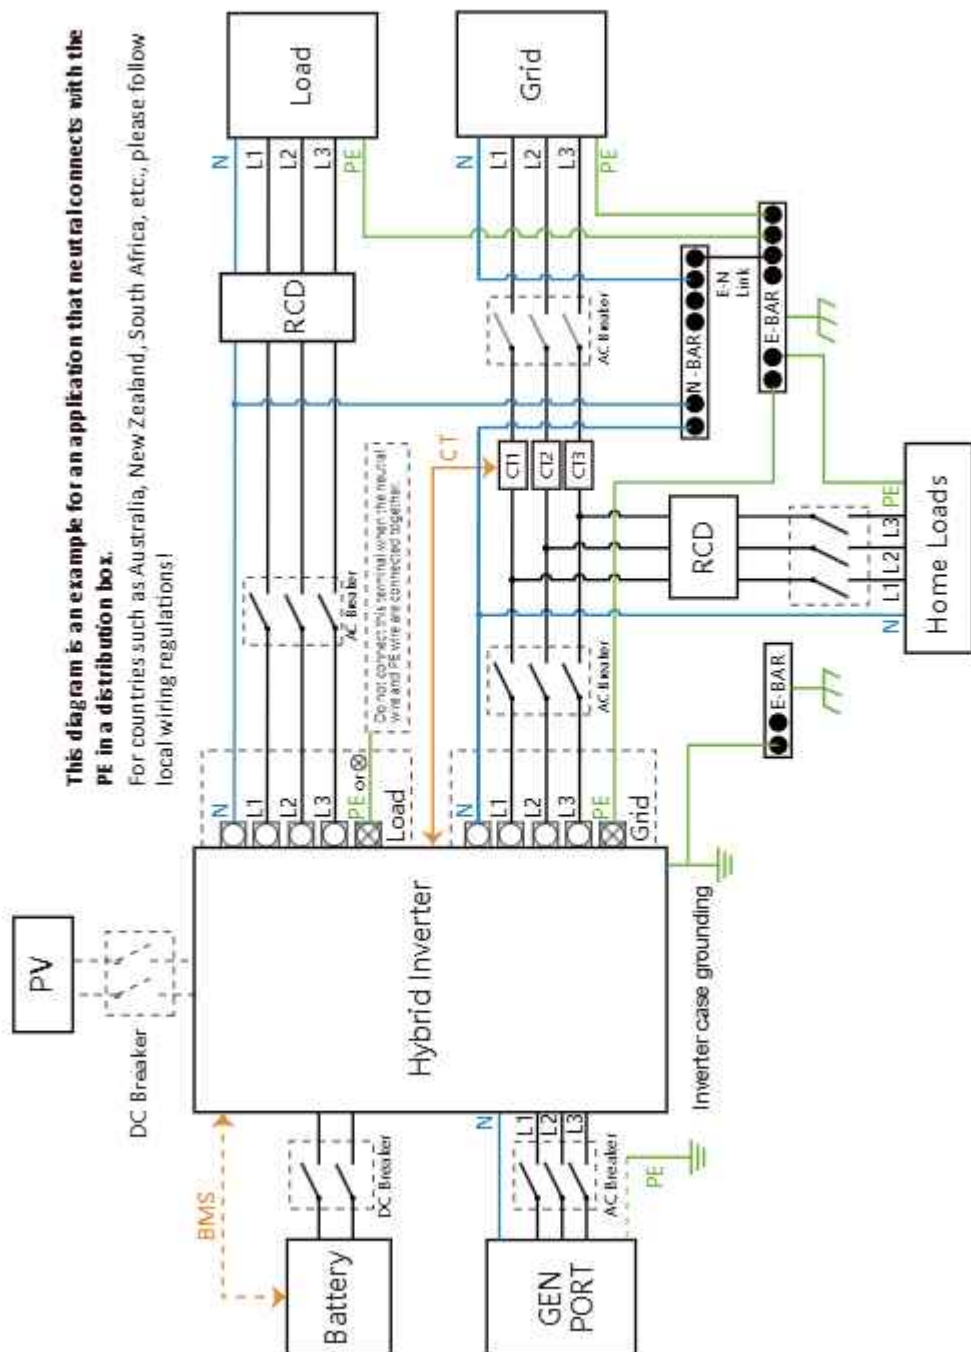 This diagram is an example for an application that neutral connects with the
PE in a distribution box.
For countries such as Australia, New Zealand, South Africa, etc., please follow
local wiring regulations!
PV
DC Breaker
BMS
Battery
DC Breaker
Hybrid Inverter
N
L1
L2
L3
PE or
Load
AC Breaker
RCD
N
L1
L2
L3
PE
Load
Do not connect this terminal when the neutral
wire and PE wire are connected together.
CT
N
L1
L2
L3
PE
Grid
AC Breaker
CT1
CT2
CT3
AC Breaker
N
L1
L2
L3
PE
Grid
N-BAR
E-N
Link
E-BAR
RCD
N
L1
L2
L3
PE
Home Loads
E-BAR
Inverter case grounding
GEN
PORT
N
L1
L2
L3
AC Breaker
PE